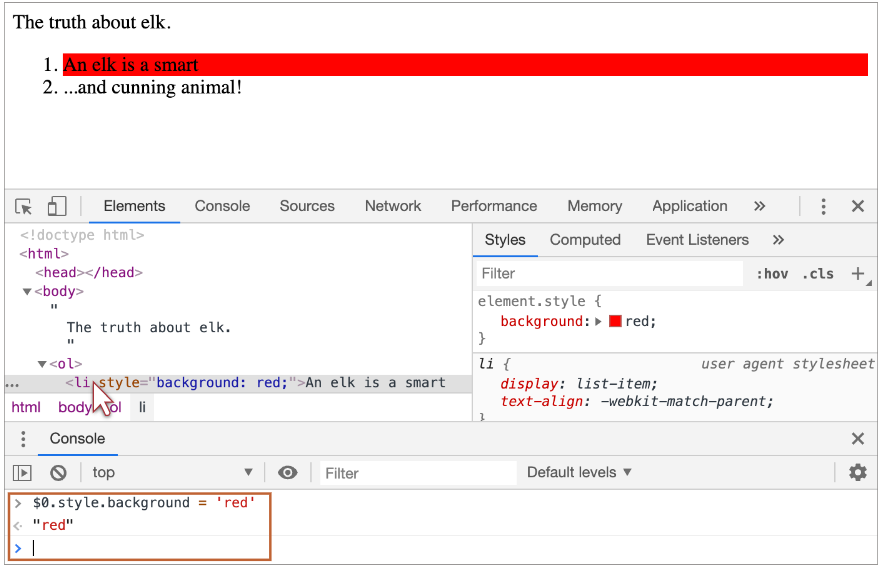 The truth about elk.
1. An elk is a smart
2. ...and cunning animal!
Elements Console Sources Network Performance Memory Application »
<!doctype html>
<html>
<head></head>
▼<body>
"
The truth about elk.
"
▼<ol>
... <li style="background: red;">An elk is a smart
html body ol li
Styles Computed Event Listeners »
Filter :hov .cls +
element.style {
background:▶ red;
}
li { user agent stylesheet
display: list-item;
text-align: -webkit-match-parent;
}
Console
top ▼ Filter Default levels ▼
> $0.style.background = 'red'
<· "red"
>